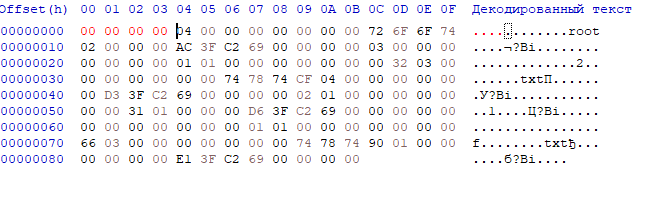 Offset(h) 00 01 02 03 04 05 06 07 08 09 0A 0B 0C 0D 0E 0F Декодированный текст
00000000 00 00 00 00 04 00 00 00 00 00 00 00 72 6F 6F 74 ............root
00000010 02 00 00 00 AC 3F C2 69 00 00 00 00 03 00 00 00 ....¬?Вi........
00000020 00 00 00 00 01 01 00 00 00 00 00 00 00 32 03 00 .............2..
00000030 00 00 00 00 00 00 00 74 78 74 CF 04 00 00 00 00 .......txtП.....
00000040 00 D3 3F C2 69 00 00 00 00 02 01 00 00 00 00 00 .У?Вi...........
00000050 00 00 31 01 00 00 00 D6 3F C2 69 00 00 00 00 00 ..1....Ц?Вi.....
00000060 00 00 00 00 00 00 00 01 01 00 00 00 00 00 00 00 ................
00000070 66 03 00 00 00 00 00 00 00 74 78 74 90 01 00 00 f........txtђ...
00000080 00 00 00 00 E1 3F C2 69 00 00 00 00 ....б?Вi....